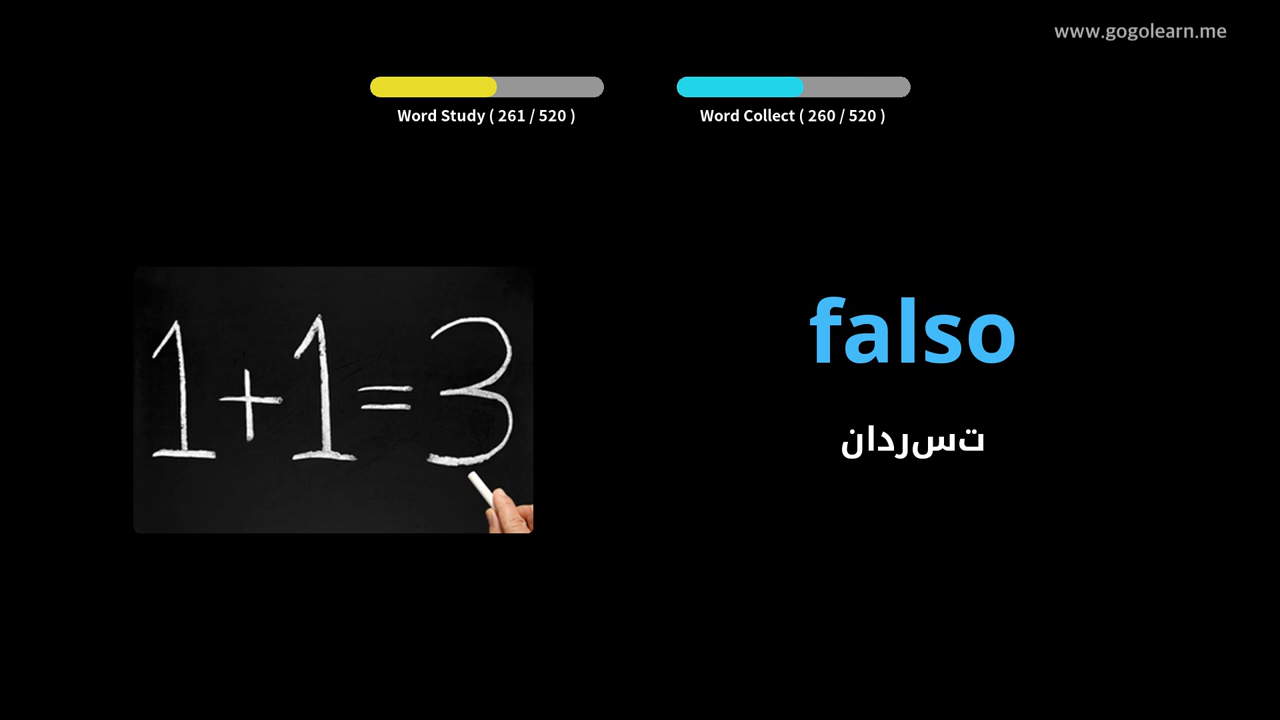 www.gogolearn.me
Word Study ( 261 / 520 )
Word Collect ( 260 / 520 )
1+1=3
falso
تسردان